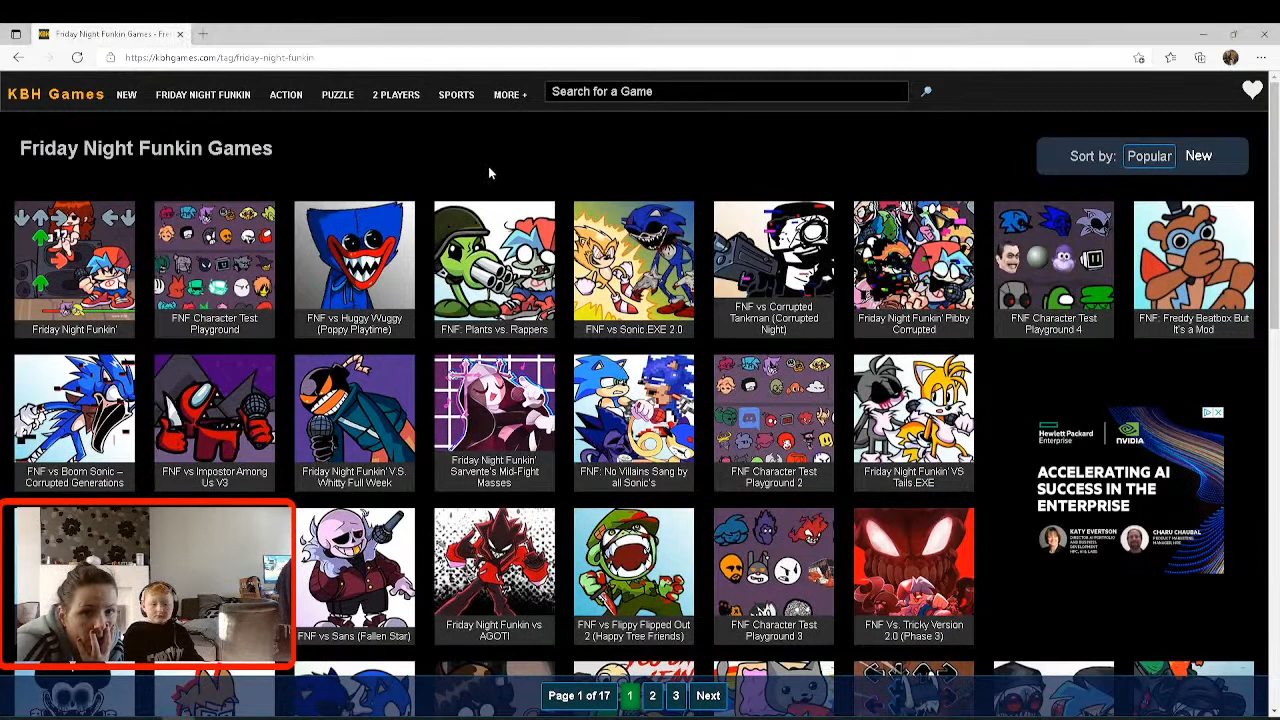 KBH
Friday Night Funkin Games - Fre
https://kbhgames.com/tag/friday-night-funkin
KBH Games
NEW
FRIDAY NIGHT FUNKIN
ACTION
PUZZLE
2 PLAYERS
SPORTS
MORE +
Search for a Game
Friday Night Funkin Games
Sort by: Popular New
Friday Night Funkin'
FNF Character Test
Playground
FNF vs Huggy Wuggy
(Poppy Playtime)
FNF: Plants vs. Rappers
FNF vs Sonic.EXE 2.0
FNF vs Corrupted
Tankman (Corrupted
Night)
Friday Night Funkin' Pibby
Corrupted
FNF Character Test
Playground 4
FNF: Freddy Beatbox But
It's a Mod
FNF vs Boom Sonic –
Corrupted Generations
FNF vs Impostor Among
Us V3
Friday Night Funkin' V.S.
Whitty Full Week
Friday Night Funkin'
Sarvente's Mid-Fight
Masses
FNF: No Villains Sang by
all Sonic's
FNF Character Test
Playground 2
Friday Night Funkin' VS
Tails.EXE
Hewlett Packard
Enterprise
NVIDIA
ACCELERATING AI
SUCCESS IN THE
ENTERPRISE
KATY EVERTSON
CHARU CHAUBAL
FNF vs Sans (Fallen Star)
Friday Night Funkin vs
AGOTI
FNF vs Flippy Flipped Out
2 (Happy Tree Friends)
FNF Character Test
Playground 3
FNF Vs. Tricky Version
2.0 (Phase 3)
Page 1 of 17
1
2
3
Next